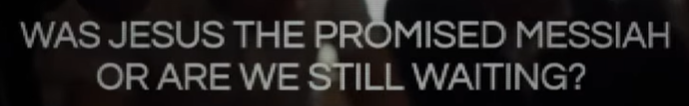 WAS JESUS THE PROMISED MESSIAH
OR ARE WE STILL WAITING?